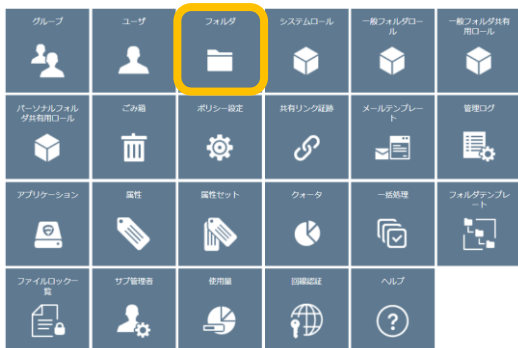 グループ
ユーザ
フォルダ
システムロール
一般フォルダロー
ル
一般フォルダ共有
用ロール
パーソナルフォル
ダ共有用ロール
ごみ箱
ポリシー設定
共有リンク証跡
メールテンプレー
ト
管理ログ
アプリケーション
属性
属性セット
クォータ
一括処理
フォルダテンプレ
ート
ファイルロック一
覧
サブ管理者
使用量
回線認証
ヘルプ